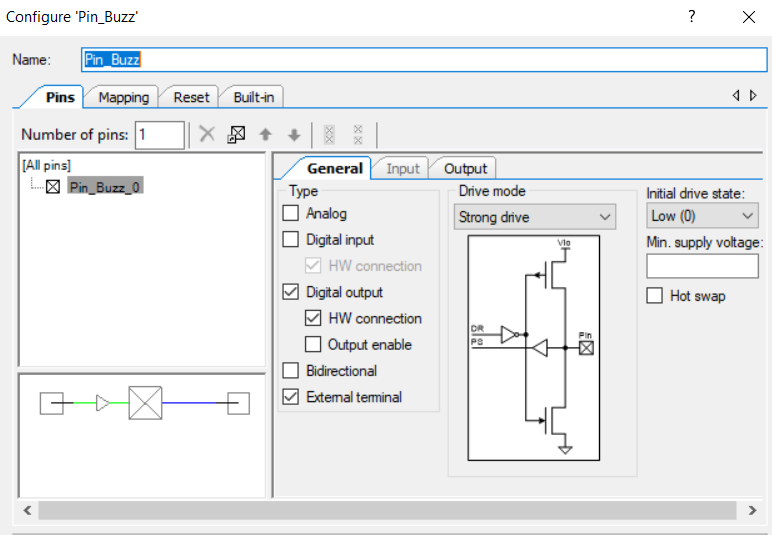 Configure 'Pin_Buzz'
?
Name: Pin_Buzz
Pins Mapping Reset Built-in
Number of pins: 1
[All pins]
Pin_Buzz_0
General Input Output
Type
Analog
Digital input
HW connection
Digital output
HW connection
Output enable
Bidirectional
External terminal
Drive mode
Strong drive
Vio
DR
PS
Pin
Initial drive state:
Low (0)
Min. supply voltage:
Hot swap